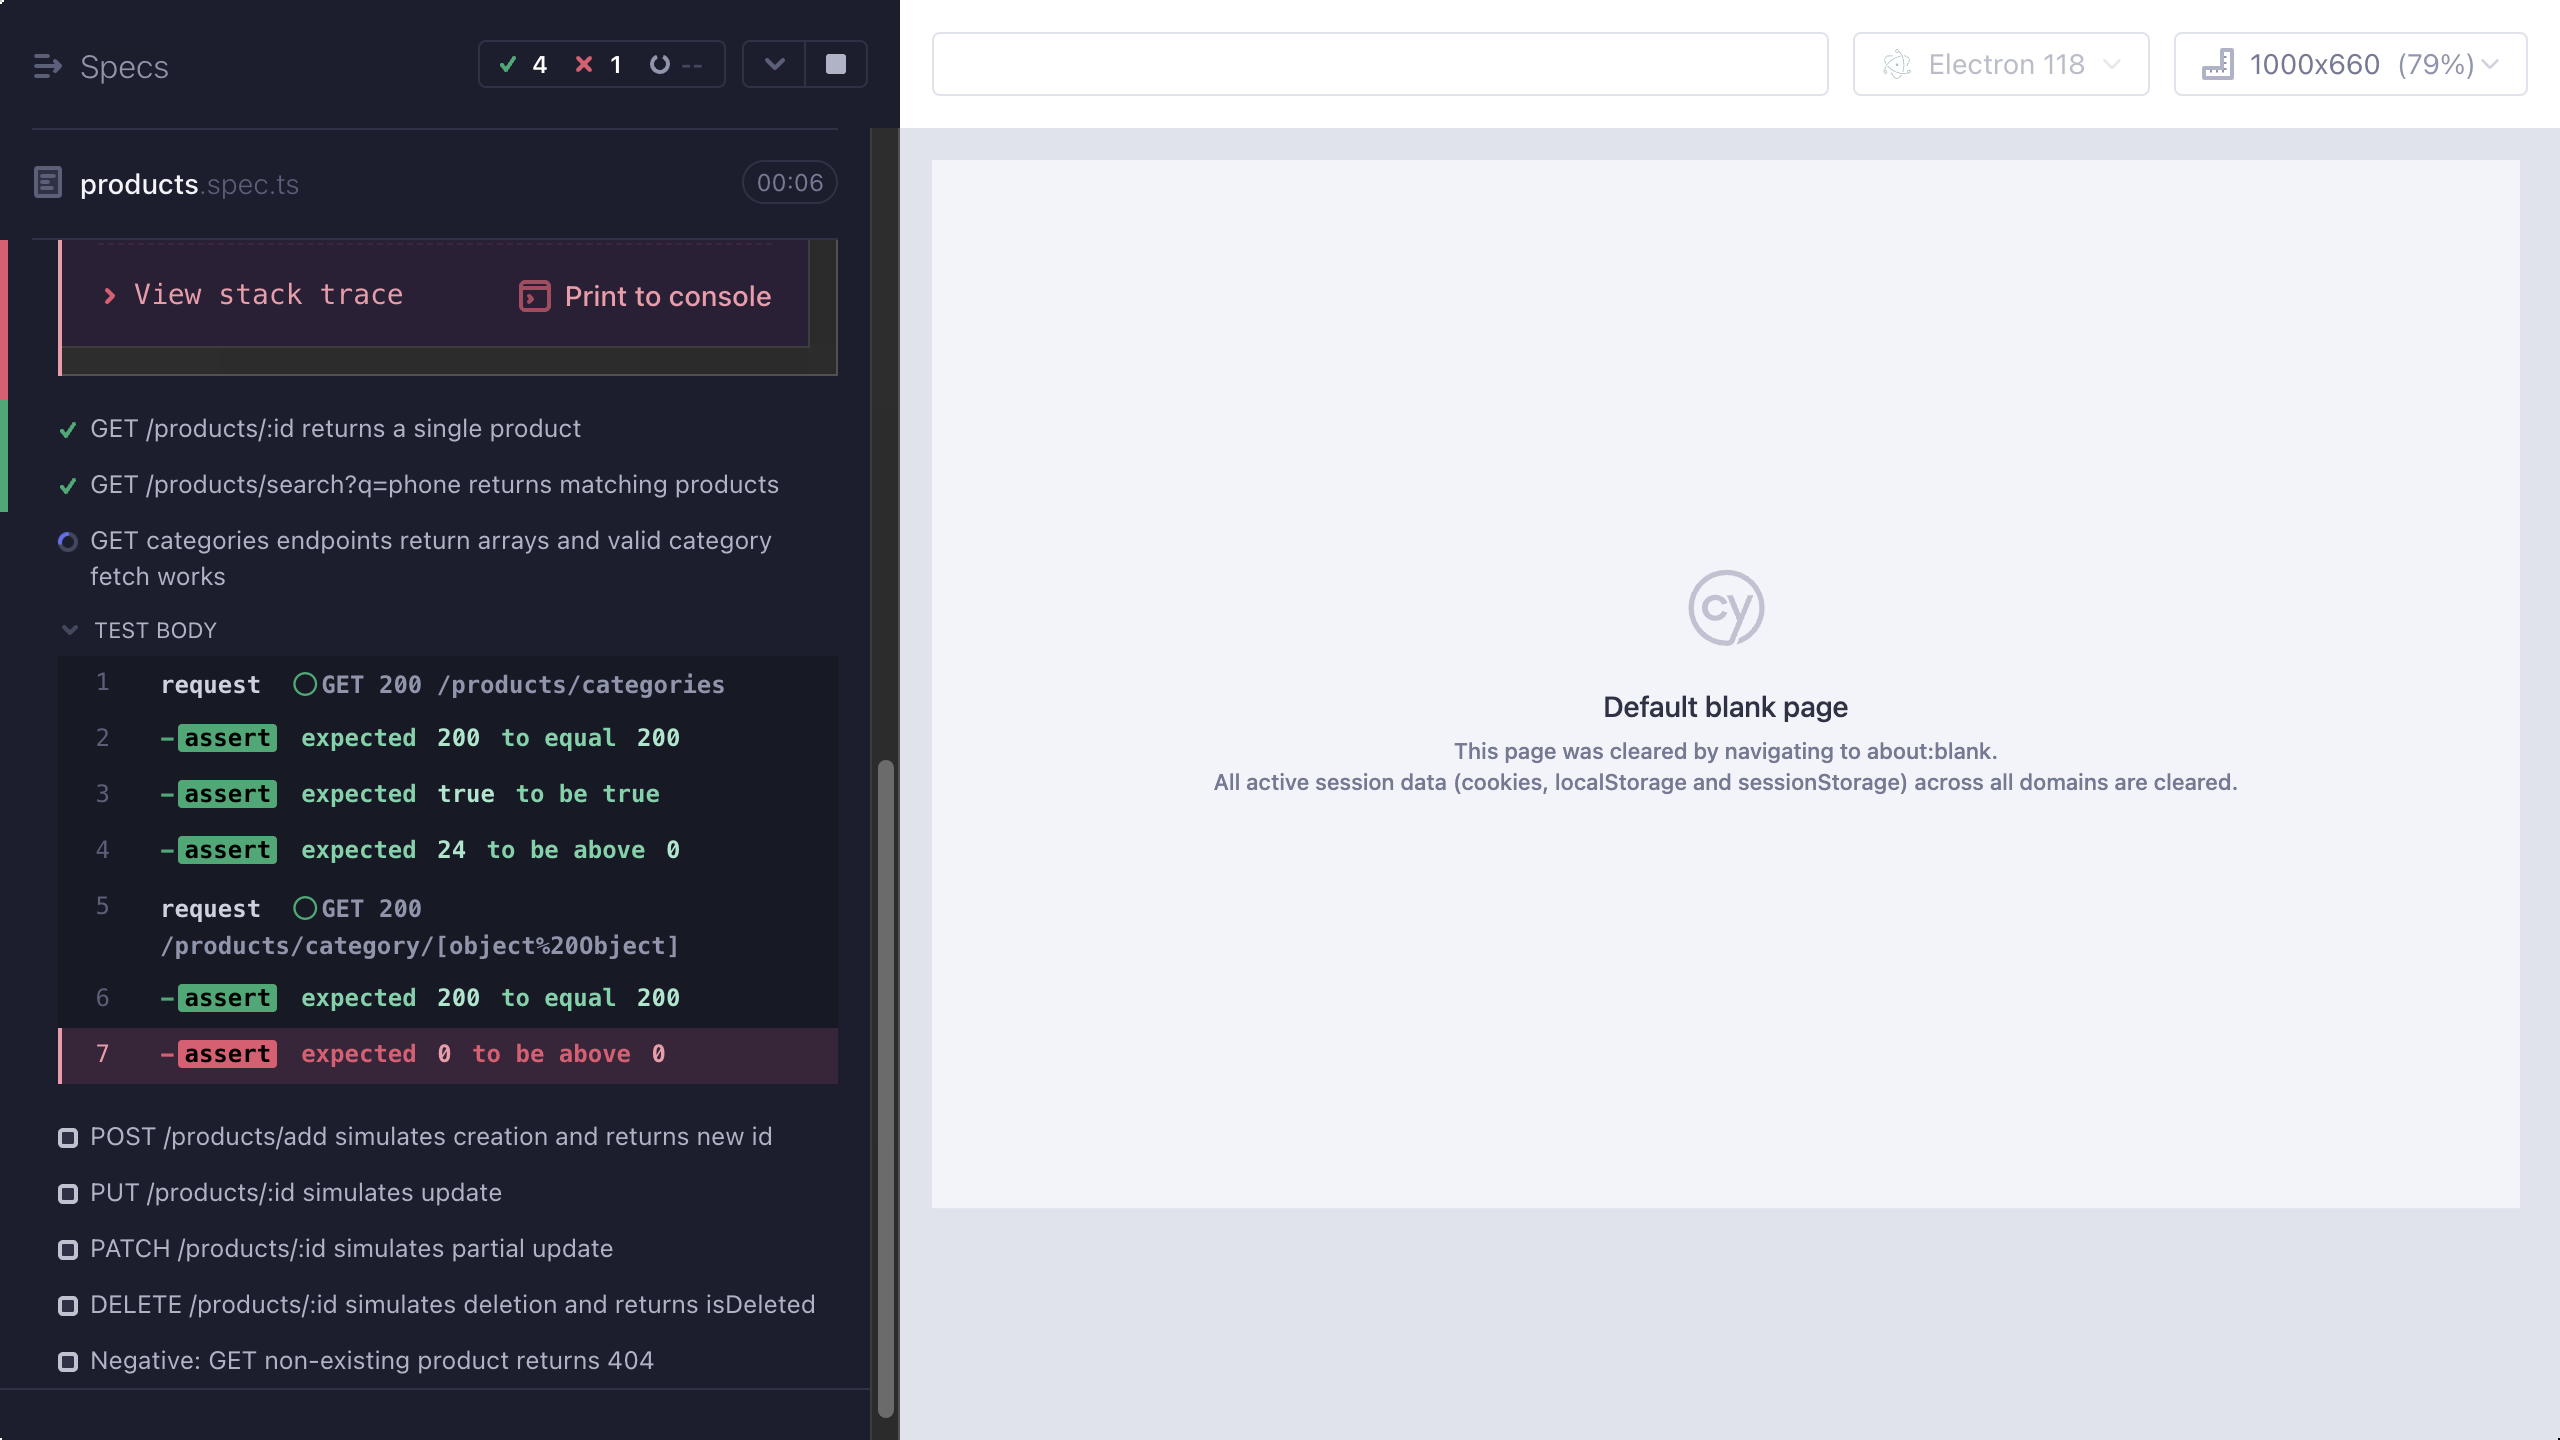 Specs
4 1 --
products.spec.ts
00:06
View stack trace
Print to console
GET /products/:id returns a single product
GET /products/search?q=phone returns matching products
GET categories endpoints return arrays and valid category
fetch works
TEST BODY
1 request GET 200 /products/categories
2 -assert expected 200 to equal 200
3 -assert expected true to be true
4 -assert expected 24 to be above 0
5 request GET 200
/products/category/[object%20Object]
6 -assert expected 200 to equal 200
7 -assert expected 0 to be above 0
POST /products/add simulates creation and returns new id
PUT /products/:id simulates update
PATCH /products/:id simulates partial update
DELETE /products/:id simulates deletion and returns isDeleted
Negative: GET non-existing product returns 404
Electron 118
1000x660 (79%)
cy
Default blank page
This page was cleared by navigating to about:blank.
All active session data (cookies, localStorage and sessionStorage) across all domains are cleared.